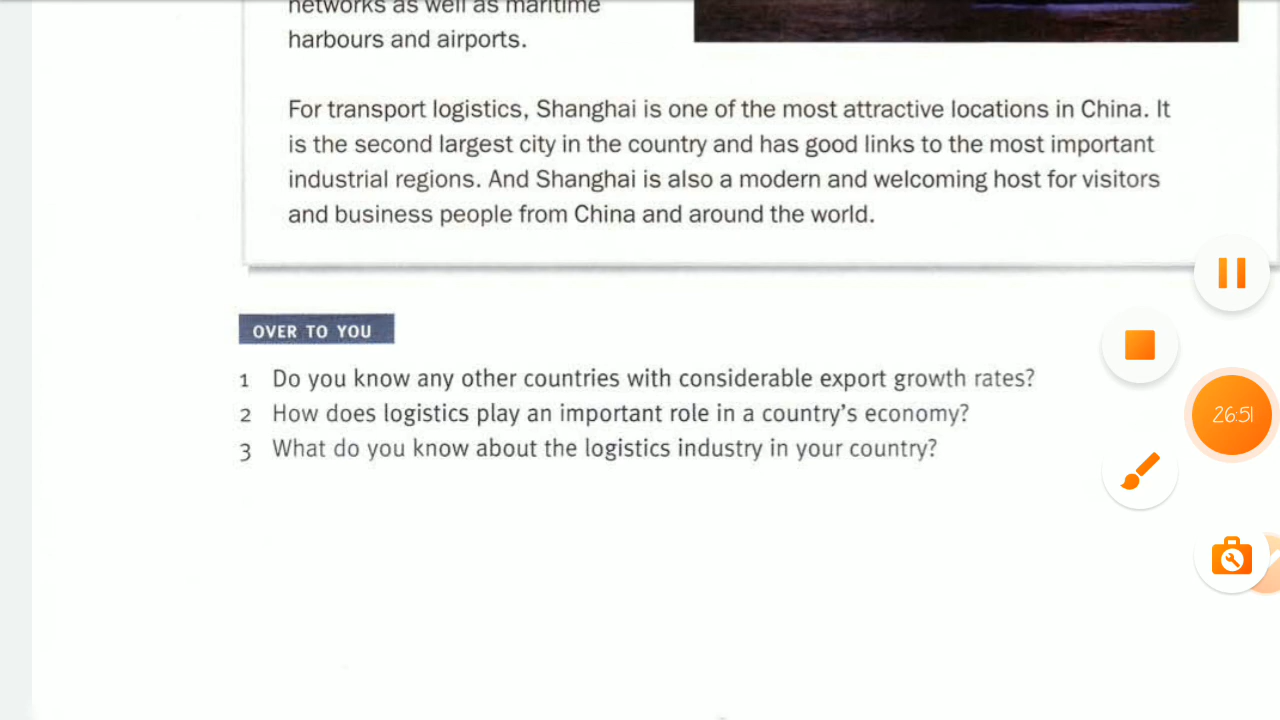 networks as well as maritime
harbours and airports.
For transport logistics, Shanghai is one of the most attractive locations in China. It
is the second largest city in the country and has good links to the most important
industrial regions. And Shanghai is also a modern and welcoming host for visitors
and business people from China and around the world.
OVER TO YOU
1 Do you know any other countries with considerable export growth rates?
2 How does logistics play an important role in a country's economy?
3 What do you know about the logistics industry in your country?
26:51